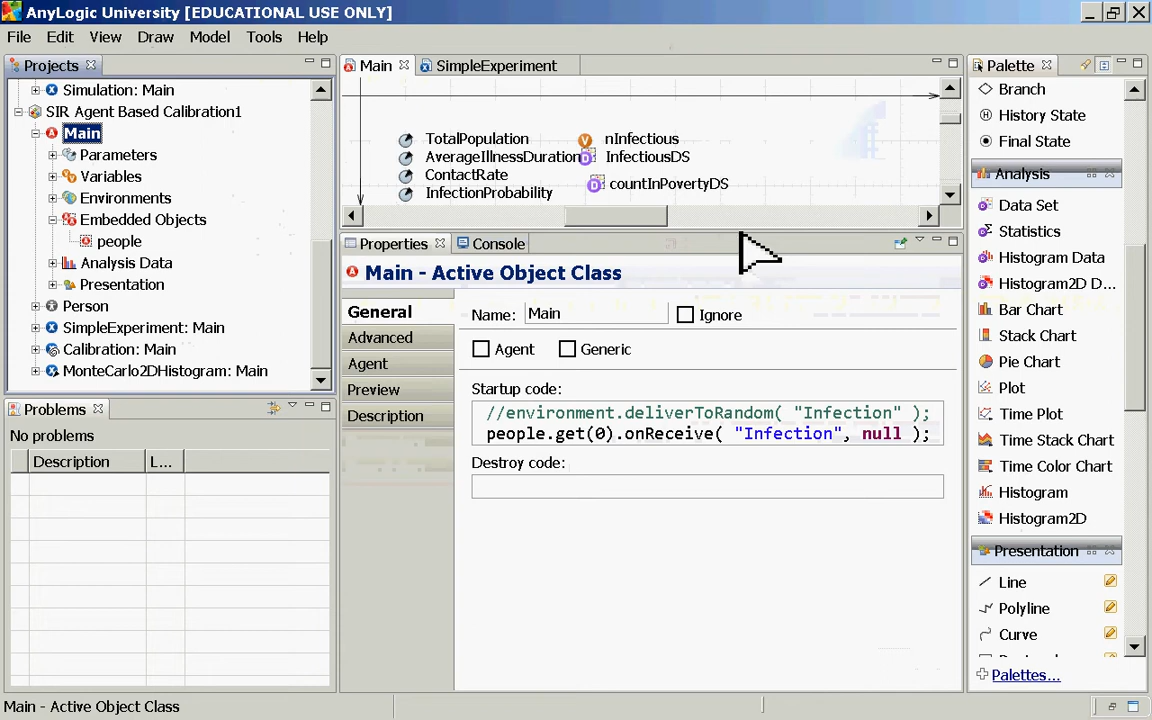 AnyLogic University [EDUCATIONAL USE ONLY]
File Edit View Draw Model Tools Help
Projects
Simulation: Main
SIR Agent Based Calibration1
Main
Parameters
Variables
Environments
Embedded Objects
people
Analysis Data
Presentation
Person
SimpleExperiment: Main
Calibration: Main
MonteCarlo2DHistogram: Main
Problems
No problems
Description L...
Main SimpleExperiment
TotalPopulation nInfectious
AverageIllnessDuration InfectiousDS
ContactRate countInPovertyDS
InfectionProbability
Properties Console
Main - Active Object Class
General
Advanced
Agent
Preview
Description
Name: Main Ignore
Agent Generic
Startup code:
//environment.deliverToRandom( "Infection" );
people.get(0).onReceive( "Infection", null );
Destroy code:
Palette
Branch
History State
Final State
Analysis
Data Set
Statistics
Histogram Data
Histogram2D D...
Bar Chart
Stack Chart
Pie Chart
Plot
Time Plot
Time Stack Chart
Time Color Chart
Histogram
Histogram2D
Presentation
Line
Polyline
Curve
Palettes...
Main - Active Object Class